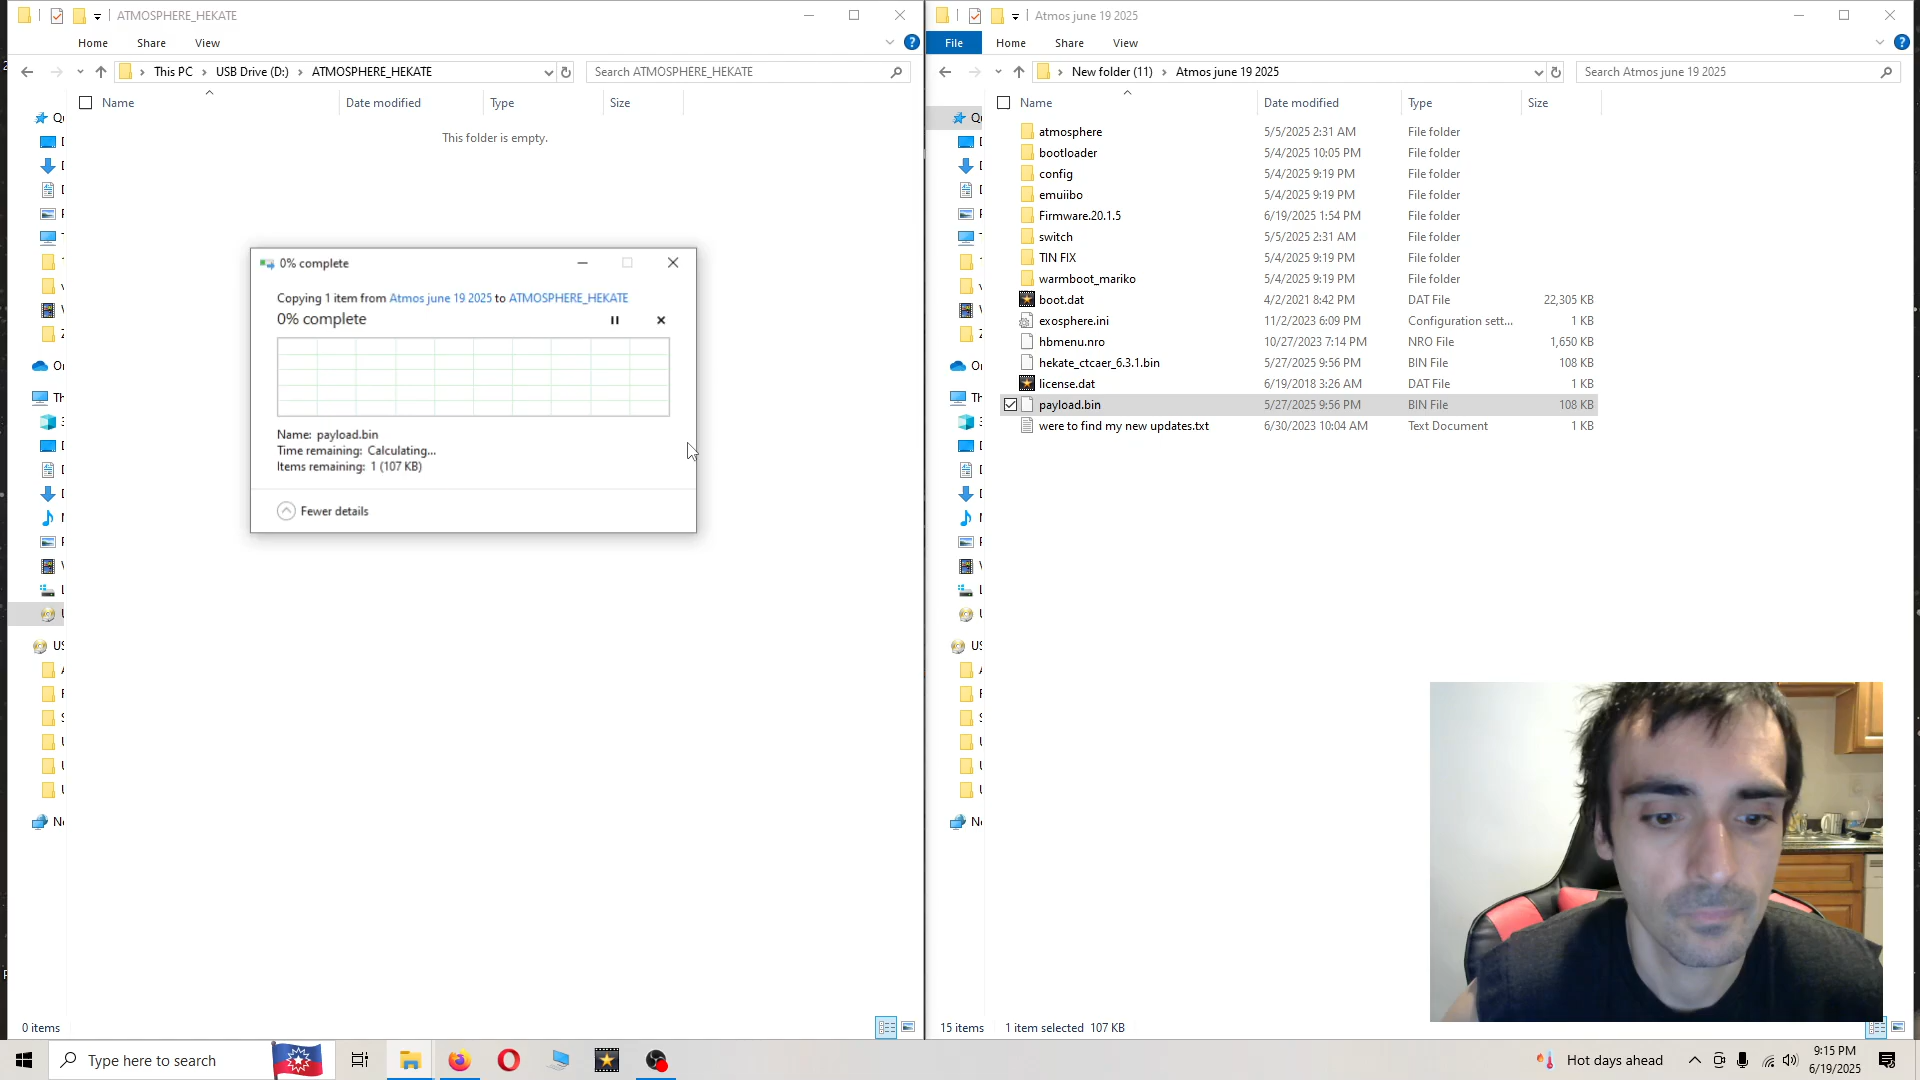 ATMOSPHERE_HEKATE
Home Share View
This PC USB Drive (D:) ATMOSPHERE_HEKATE
Search ATMOSPHERE_HEKATE
Name Date modified Type Size
This folder is empty.
0% complete
Copying 1 item from Atmos june 19 2025 to ATMOSPHERE_HEKATE
0% complete
Name: payload.bin
Time remaining: Calculating...
Items remaining: 1 (107 KB)
Fewer details
0 items
Atmos june 19 2025
File Home Share View
New folder (11) Atmos june 19 2025
Search Atmos june 19 2025
Name Date modified Type Size
atmosphere 5/5/2025 2:31 AM File folder
bootloader 5/4/2025 10:05 PM File folder
config 5/4/2025 9:19 PM File folder
emuiibo 5/4/2025 9:19 PM File folder
Firmware.20.1.5 6/19/2025 1:54 PM File folder
switch 5/5/2025 2:31 AM File folder
TIN FIX 5/4/2025 9:19 PM File folder
warmboot_mariko 5/4/2025 9:19 PM File folder
boot.dat 4/2/2021 8:42 PM DAT File 22,305 KB
exosphere.ini 11/2/2023 6:09 PM Configuration sett... 1 KB
hbmenu.nro 10/27/2023 7:14 PM NRO File 1,650 KB
hekate_ctcaer_6.3.1.bin 5/27/2025 9:56 PM BIN File 108 KB
license.dat 6/19/2018 3:26 AM DAT File 1 KB
payload.bin 5/27/2025 9:56 PM BIN File 108 KB
were to find my new updates.txt 6/30/2023 10:04 AM Text Document 1 KB
15 items 1 item selected 107 KB
Type here to search
Hot days ahead
9:15 PM
6/19/2025